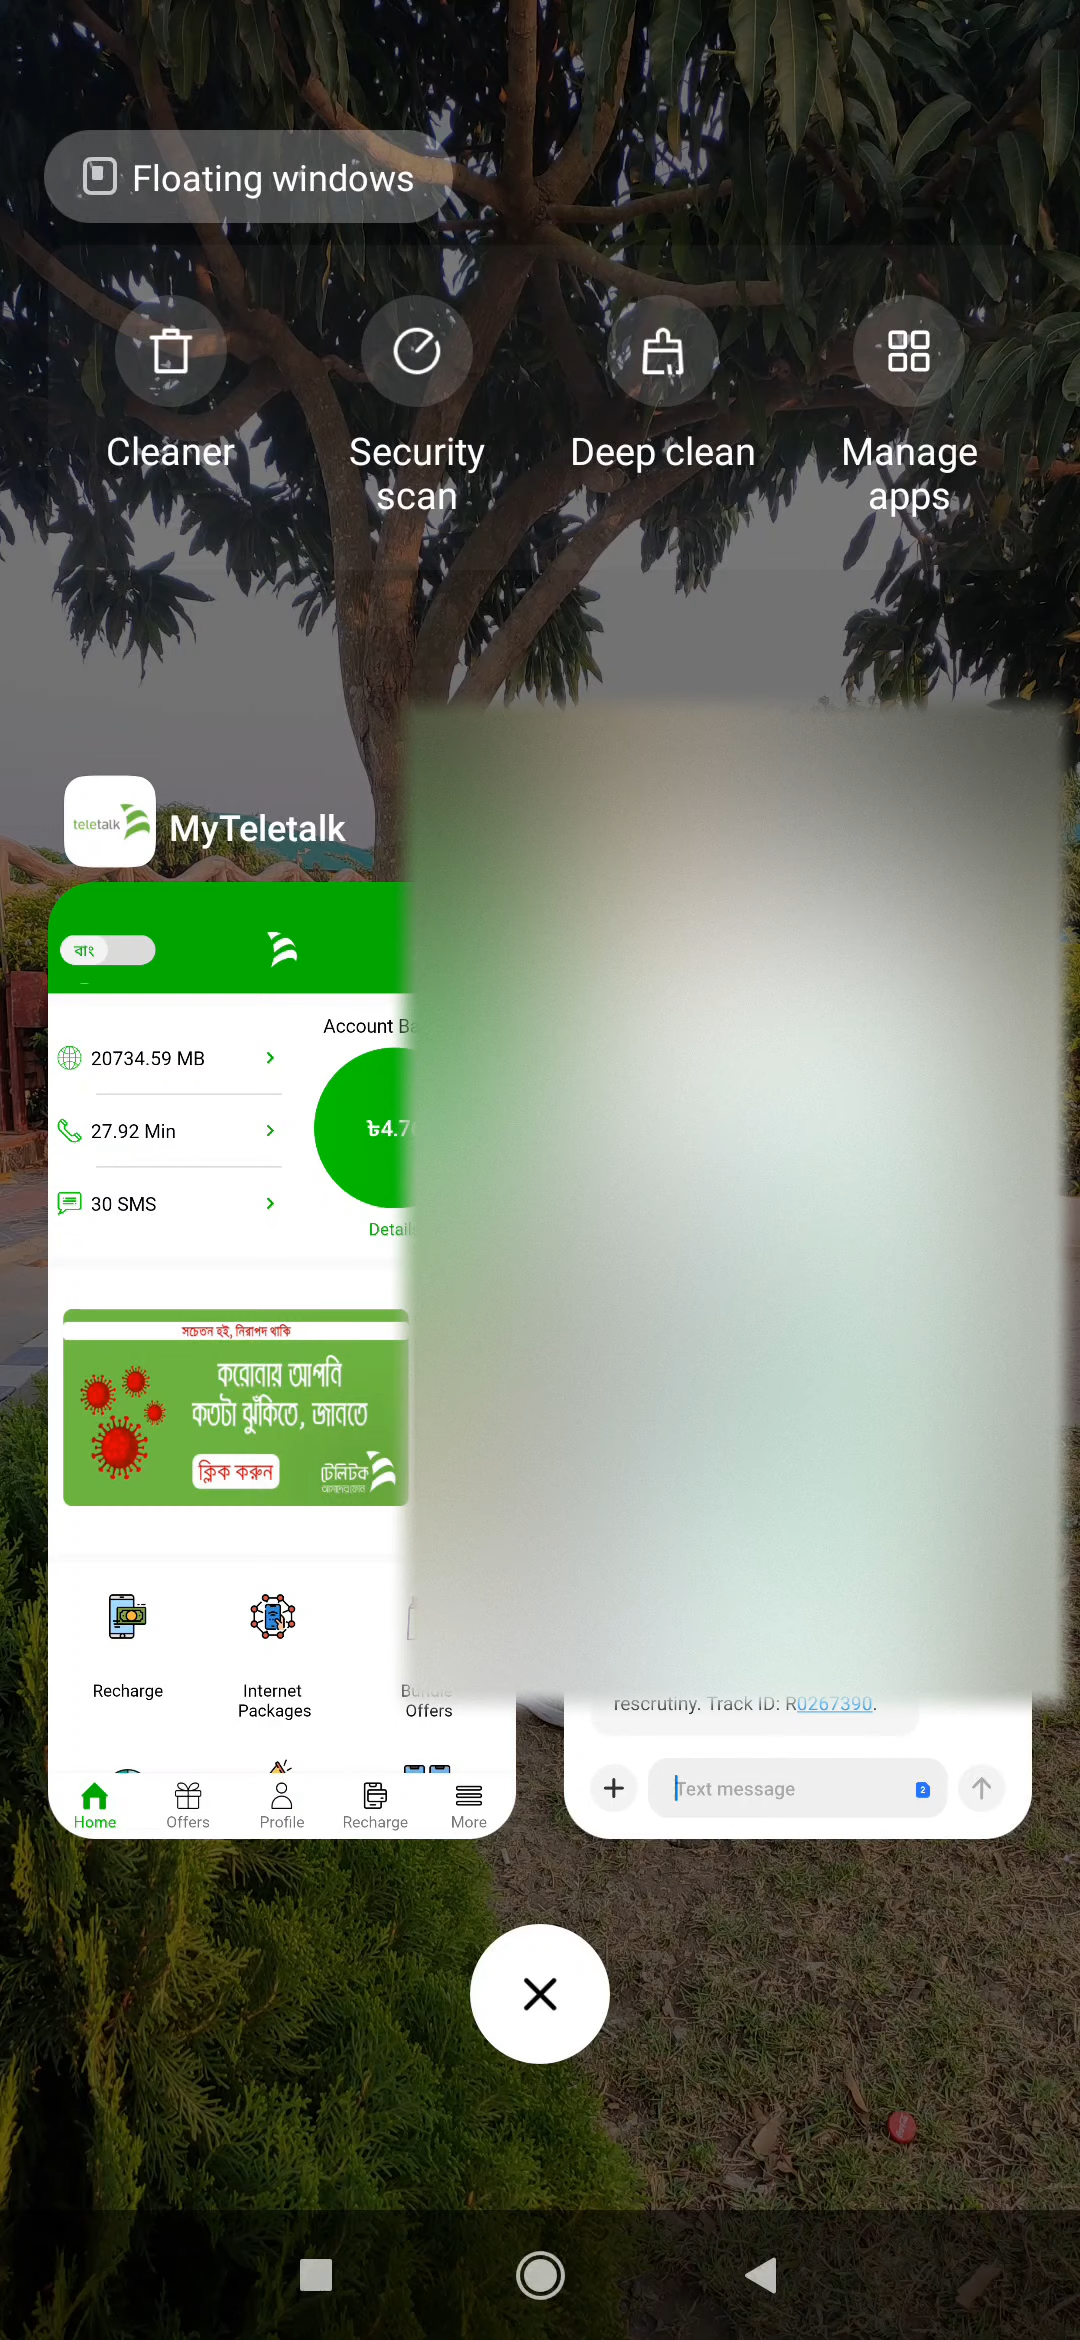 Floating windows
Cleaner
Security
scan
Deep clean
Manage
apps
teletalk
MyTeletalk
বাং
Account
20734.59 MB
27.92 Min
৳4.7
30 SMS
Details
সচেতন হই, নিরাপদ থাকি
করোনায় আপনি
কতটা ঝুঁকিতে, জানতে
ক্লিক করুন
টেলিটক
Recharge
Internet
Packages
Bundle
Offers
rescrutiny. Track ID: R0267390.
Text message
2
Home
Offers
Profile
Recharge
More